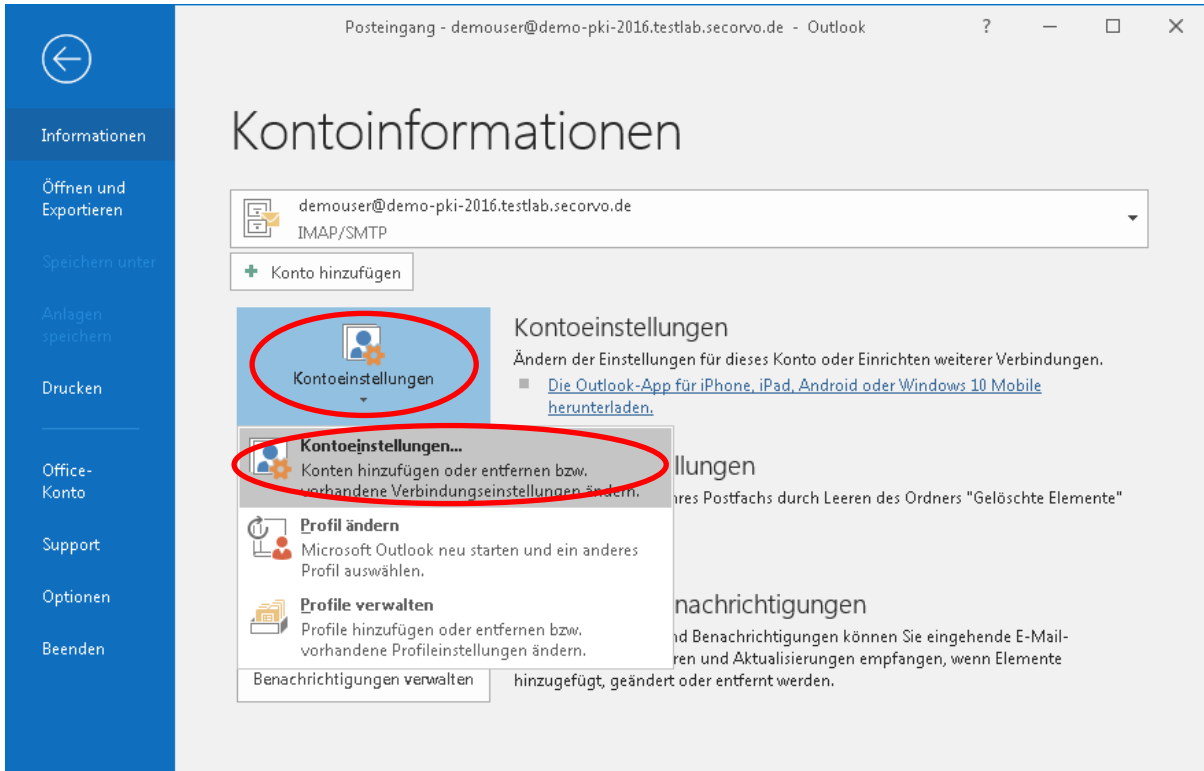 Posteingang - demouser@demo-pki-2016.testlab.secorvo.de - Outlook
?
Informationen
Öffnen und
Exportieren
Speichern unter
Anlagen
speichern
Drucken
Office-
Konto
Support
Optionen
Beenden
Kontoinformationen
demouser@demo-pki-2016.testlab.secorvo.de
IMAP/SMTP
Konto hinzufügen
Kontoeinstellungen
Kontoeinstellungen
Ändern der Einstellungen für dieses Konto oder Einrichten weiterer Verbindungen.
Die Outlook-App für iPhone, iPad, Android oder Windows 10 Mobile
herunterladen.
Kontoeinstellungen...
Konten hinzufügen oder entfernen bzw.
vorhandene Verbindungseinstellungen ändern.
Profil ändern
Microsoft Outlook neu starten und ein anderes
Profil auswählen.
Profile verwalten
Profile hinzufügen oder entfernen bzw.
vorhandene Profileinstellungen ändern.
llungen
hres Postfachs durch Leeren des Ordners "Gelöschte Elemente"
nachrichtigungen
nd Benachrichtigungen können Sie eingehende E-Mail-
ren und Aktualisierungen empfangen, wenn Elemente
hinzugefügt, geändert oder entfernt werden.
Benachrichtigungen verwalten